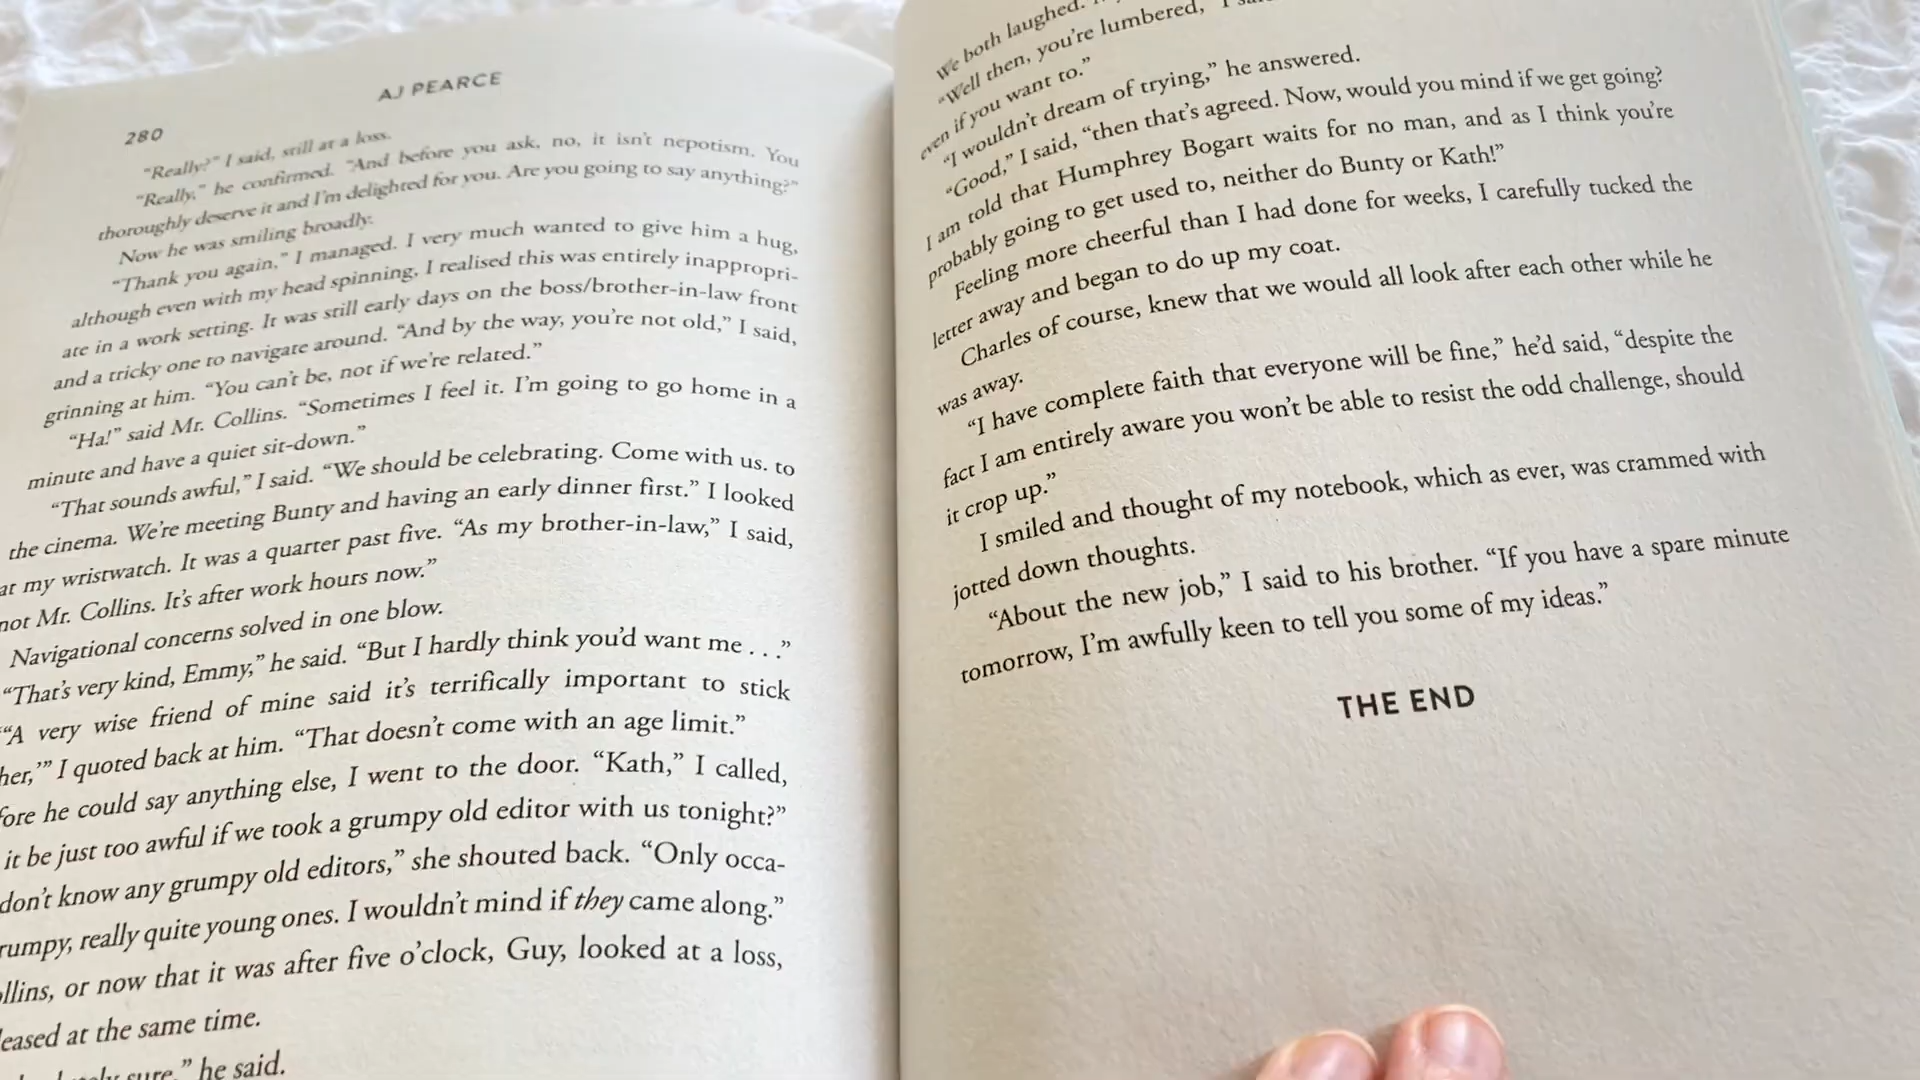 280
AJ PEARCE
“Really?” I said, still at a loss.
“Really,” he confirmed. “And before you ask, no, it isn’t nepotism. You
thoroughly deserve it and I’m delighted for you. Are you going to say anything?”
Now he was smiling broadly.
“Thank you again,” I managed. I very much wanted to give him a hug,
although even with my head spinning, I realised this was entirely inappropri-
ate in a work setting. It was still early days on the boss/brother-in-law front
and a tricky one to navigate around. “And by the way, you’re not old,” I said,
grinning at him. “You can’t be, not if we’re related.”
“Ha!” said Mr. Collins. “Sometimes I feel it. I’m going to go home in a
minute and have a quiet sit-down.”
“That sounds awful,” I said. “We should be celebrating. Come with us. to
the cinema. We’re meeting Bunty and having an early dinner first.” I looked
at my wristwatch. It was a quarter past five. “As my brother-in-law,” I said,
not Mr. Collins. It’s after work hours now.”
Navigational concerns solved in one blow.
“That’s very kind, Emmy,” he said. “But I hardly think you’d want me . . .”
“‘A very wise friend of mine said it’s terrifically important to stick
her,’” I quoted back at him. “That doesn’t come with an age limit.”
fore he could say anything else, I went to the door. “Kath,” I called,
it be just too awful if we took a grumpy old editor with us tonight?”
don’t know any grumpy old editors,” she shouted back. “Only occa-
rumpy, really quite young ones. I wouldn’t mind if they came along.”
ollins, or now that it was after five o’clock, Guy, looked at a loss,
leased at the same time.
sure,” he said.
We both laughed.
“Well then, you’re lumbered,”
even if you want to.”
“I wouldn’t dream of trying,” he answered.
“Good,” I said, “then that’s agreed. Now, would you mind if we get going?
I am told that Humphrey Bogart waits for no man, and as I think you’re
probably going to get used to, neither do Bunty or Kath!”
Feeling more cheerful than I had done for weeks, I carefully tucked the
letter away and began to do up my coat.
Charles of course, knew that we would all look after each other while he
was away.
“I have complete faith that everyone will be fine,” he’d said, “despite the
fact I am entirely aware you won’t be able to resist the odd challenge, should
it crop up.”
I smiled and thought of my notebook, which as ever, was crammed with
jotted down thoughts.
“About the new job,” I said to his brother. “If you have a spare minute
tomorrow, I’m awfully keen to tell you some of my ideas.”
THE END